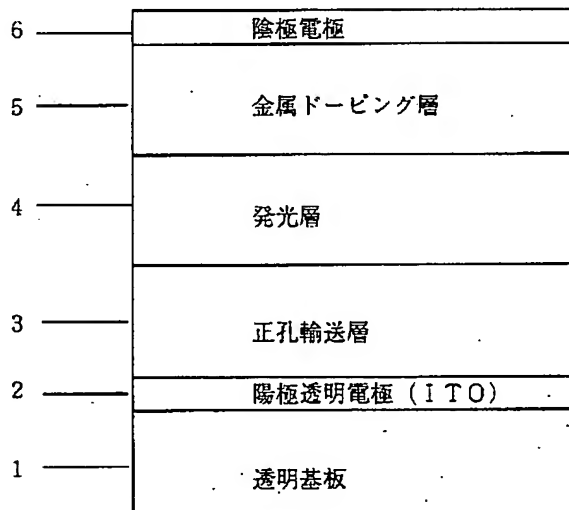 6 陰極電極
5 金属ドーピング層
4 発光層
3 正孔輸送層
2 陽極透明電極(ITO)
1 透明基板